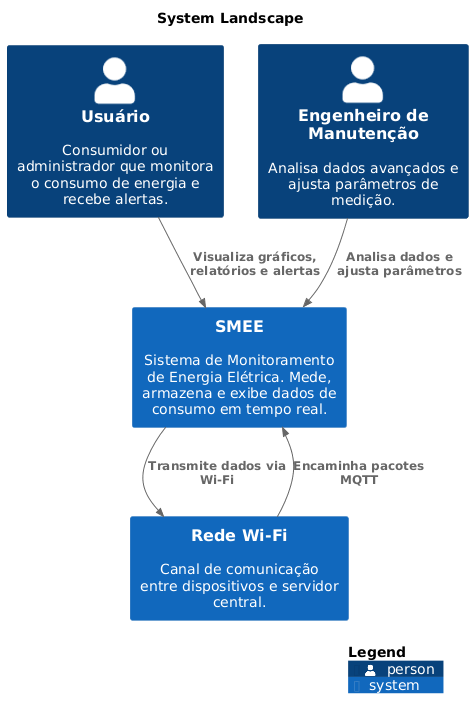 System Landscape
Usuário
Consumidor ou
administrador que monitora
o consumo de energia e
recebe alertas.
Engenheiro de
Manutenção
Analisa dados avançados e
ajusta parâmetros de
medição.
Visualiza gráficos,
relatórios e alertas
Analisa dados e
ajusta parâmetros
SMEE
Sistema de Monitoramento
de Energia Elétrica. Mede,
armazena e exibe dados de
consumo em tempo real.
Transmite dados via
Wi-Fi
Encaminha pacotes
MQTT
Rede Wi-Fi
Canal de comunicação
entre dispositivos e servidor
central.
Legend
person
system